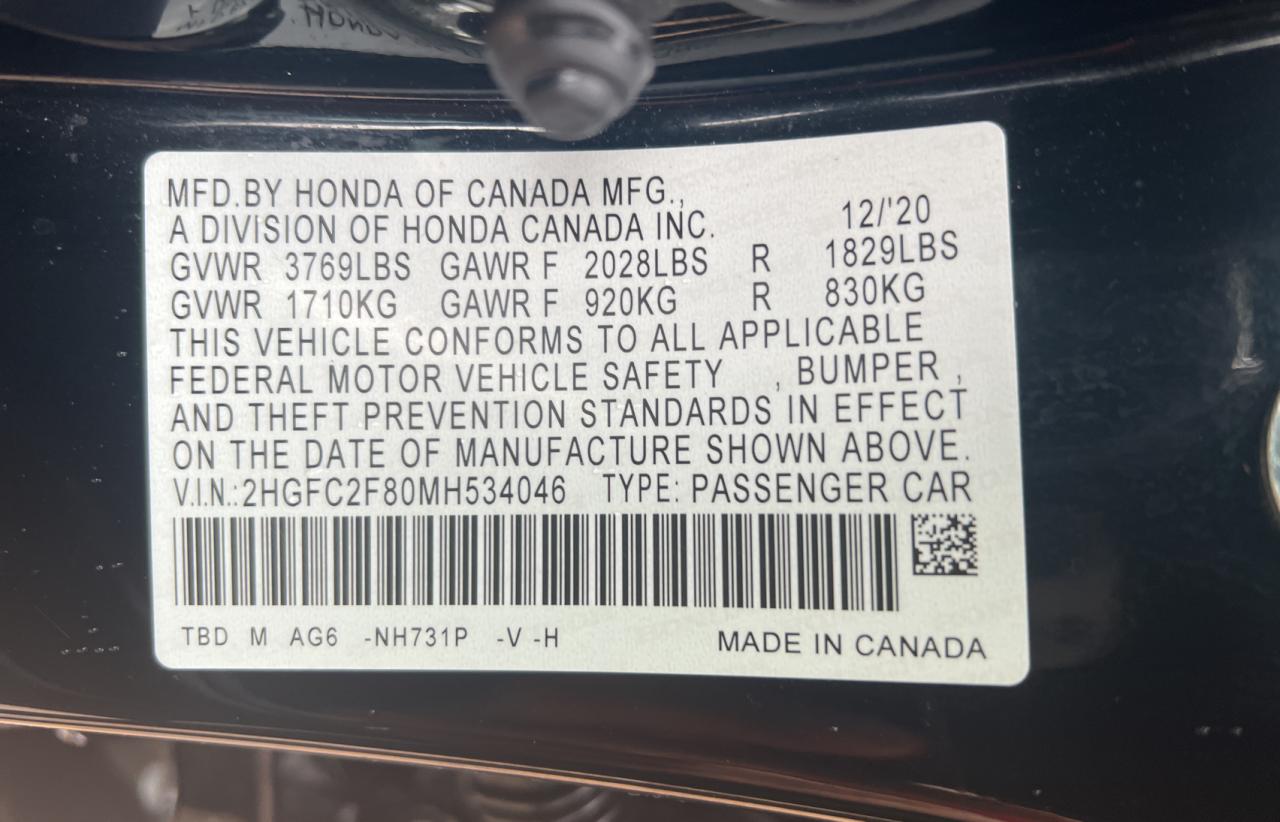 MFD.BY HONDA OF CANADA MFG.,
A DIVISION OF HONDA CANADA INC. 12/'20
GVWR 3769LBS GAWR F 2028LBS R 1829LBS
GVWR 1710KG GAWR F 920KG R 830KG
THIS VEHICLE CONFORMS TO ALL APPLICABLE
FEDERAL MOTOR VEHICLE SAFETY , BUMPER ,
AND THEFT PREVENTION STANDARDS IN EFFECT
ON THE DATE OF MANUFACTURE SHOWN ABOVE.
V.I.N.:2HGFC2F80MH534046 TYPE: PASSENGER CAR
TBD M AG6 -NH731P -V -H MADE IN CANADA